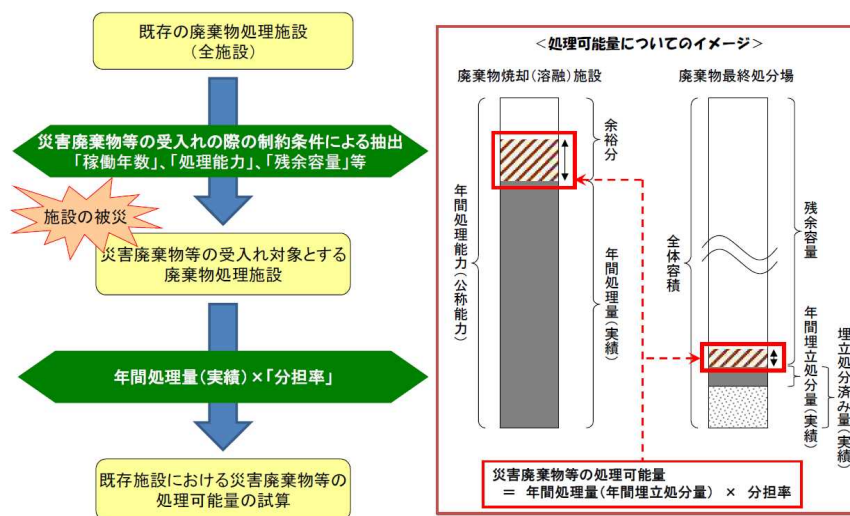 既存の廃棄物処理施設
(全施設)
災害廃棄物等の受入れの際の制約条件による抽出
「稼働年数」、「処理能力」、「残余容量」等
施設の被災
災害廃棄物等の受入れ対象とする
廃棄物処理施設
年間処理量(実績)×「分担率」
既存施設における災害廃棄物等の
処理可能量の試算
<処理可能量についてのイメージ>
廃棄物焼却(溶融)施設
年間処理能力(公称能力)
余裕分
年間処理量(実績)
廃棄物最終処分場
全体容積
残余容量
年間埋立処分量(実績)
埋立処分済み量(実績)
災害廃棄物等の処理可能量
= 年間処理量(年間埋立処分量) × 分担率